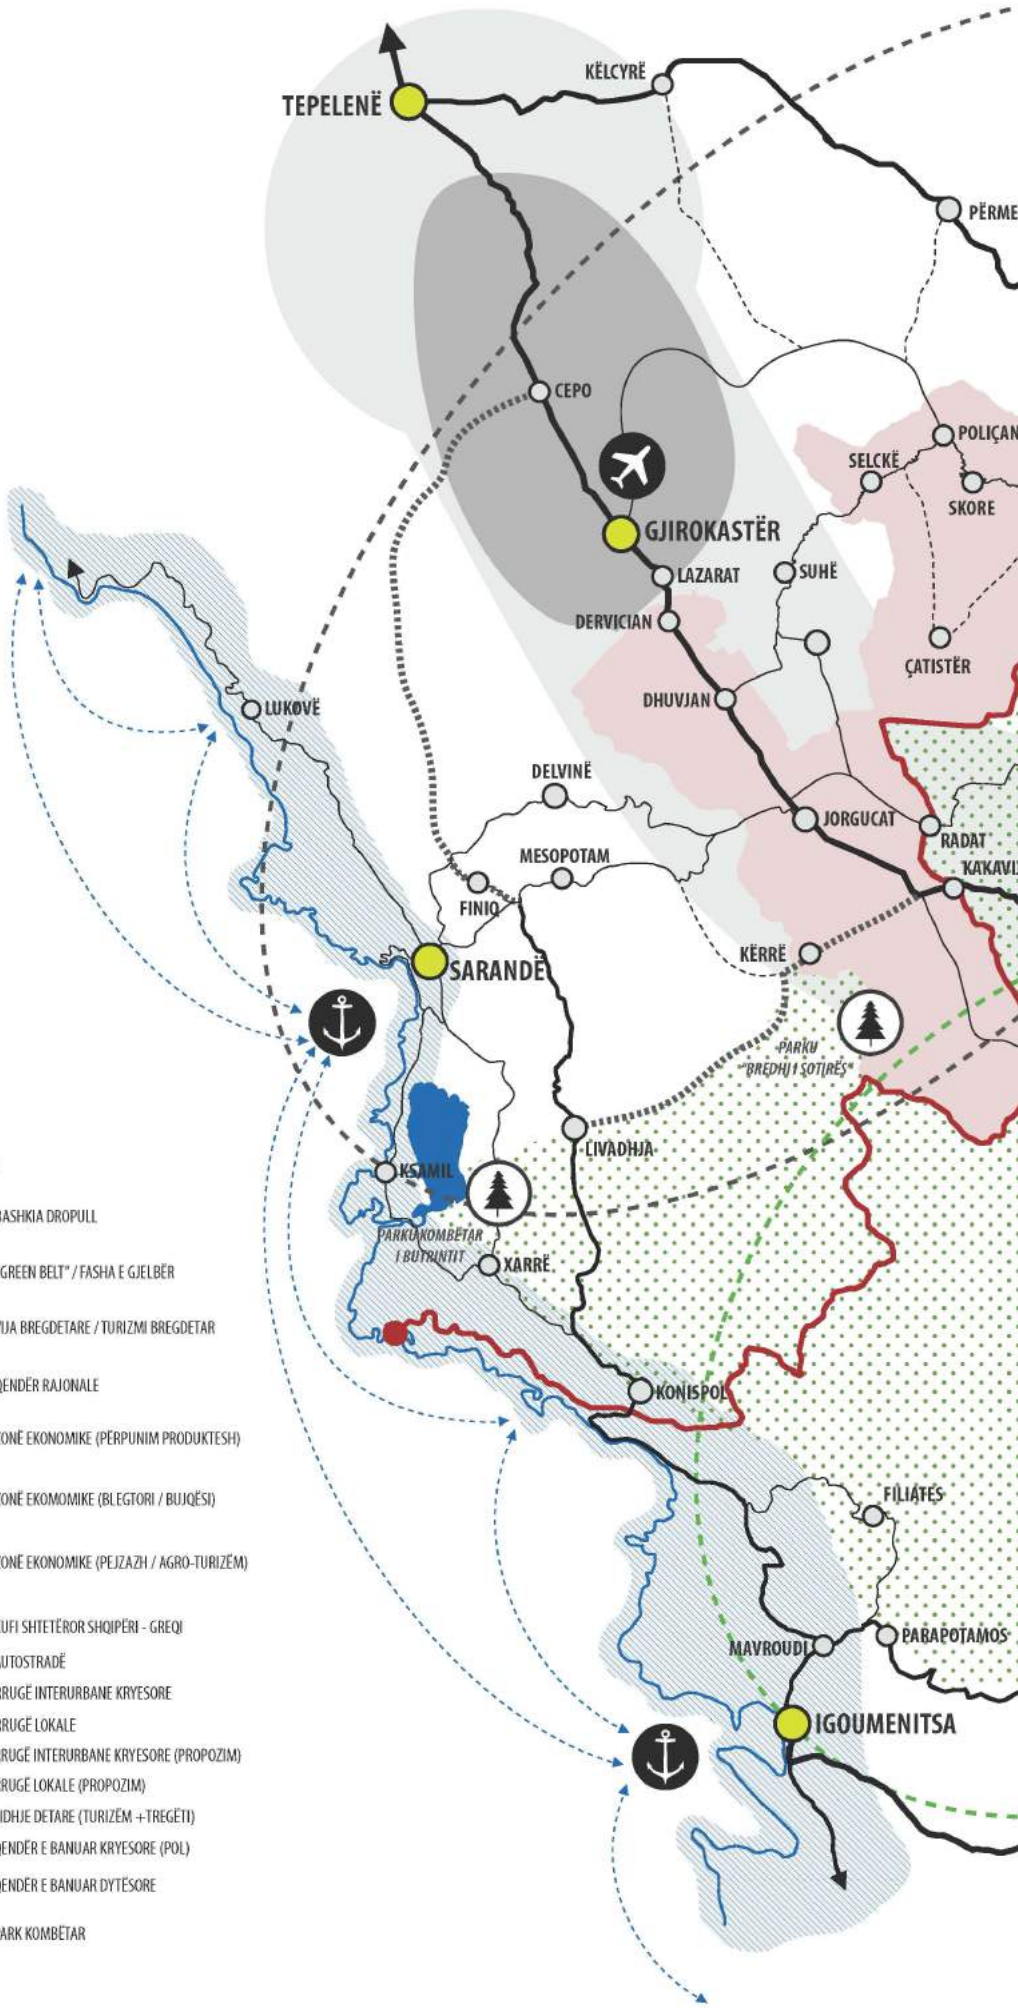 KËLCYRË
TEPELENË
PËRME
CEPO
POLIÇAN
SELCKË
SKORE
GJIROKASTËR
LAZARAT
SUHË
DERVICIAN
ÇATISTËR
DHUVJAN
LUKOVË
DELVINË
JORGUCAT
RADAT
MESOPOTAM
KAKAVI
FINIQ
KËRRË
SARANDË
PARKU
"BREDHI I SOTIRËS"
LIVADHJA
KSAMIL
PARKU KOMBËTAR
I BUTRINTIT
XARRË
KONISPOL
FILIATES
MAVROUDI
PARAPOTAMOS
IGOUMENITSA
BASHKIA DROPULL
GREEN BELT" / FASHA E GJELBËR
VIJA BREGDETARE / TURIZMI BREGDETAR
QENDËR RAJONALE
ZONË EKONOMIKE (PËRPUNIM PRODUKTESH)
ZONË EKOMOMIKE (BLEGTORI / BUJQËSI)
ZONË EKONOMIKE (PEJZAZH / AGRO-TURIZËM)
KUFI SHTETËROR SHQIPËRI - GREQI
AUTOSTRADË
RRUGË INTERURBANE KRYESORE
RRUGË LOKALE
RRUGË INTERURBANE KRYESORE (PROPOZIM)
RRUGË LOKALE (PROPOZIM)
LIDHJE DETARE (TURIZËM +TREGËTI)
QENDËR E BANUAR KRYESORE (POL)
QENDËR E BANUAR DYTËSORE
PARK KOMBËTAR